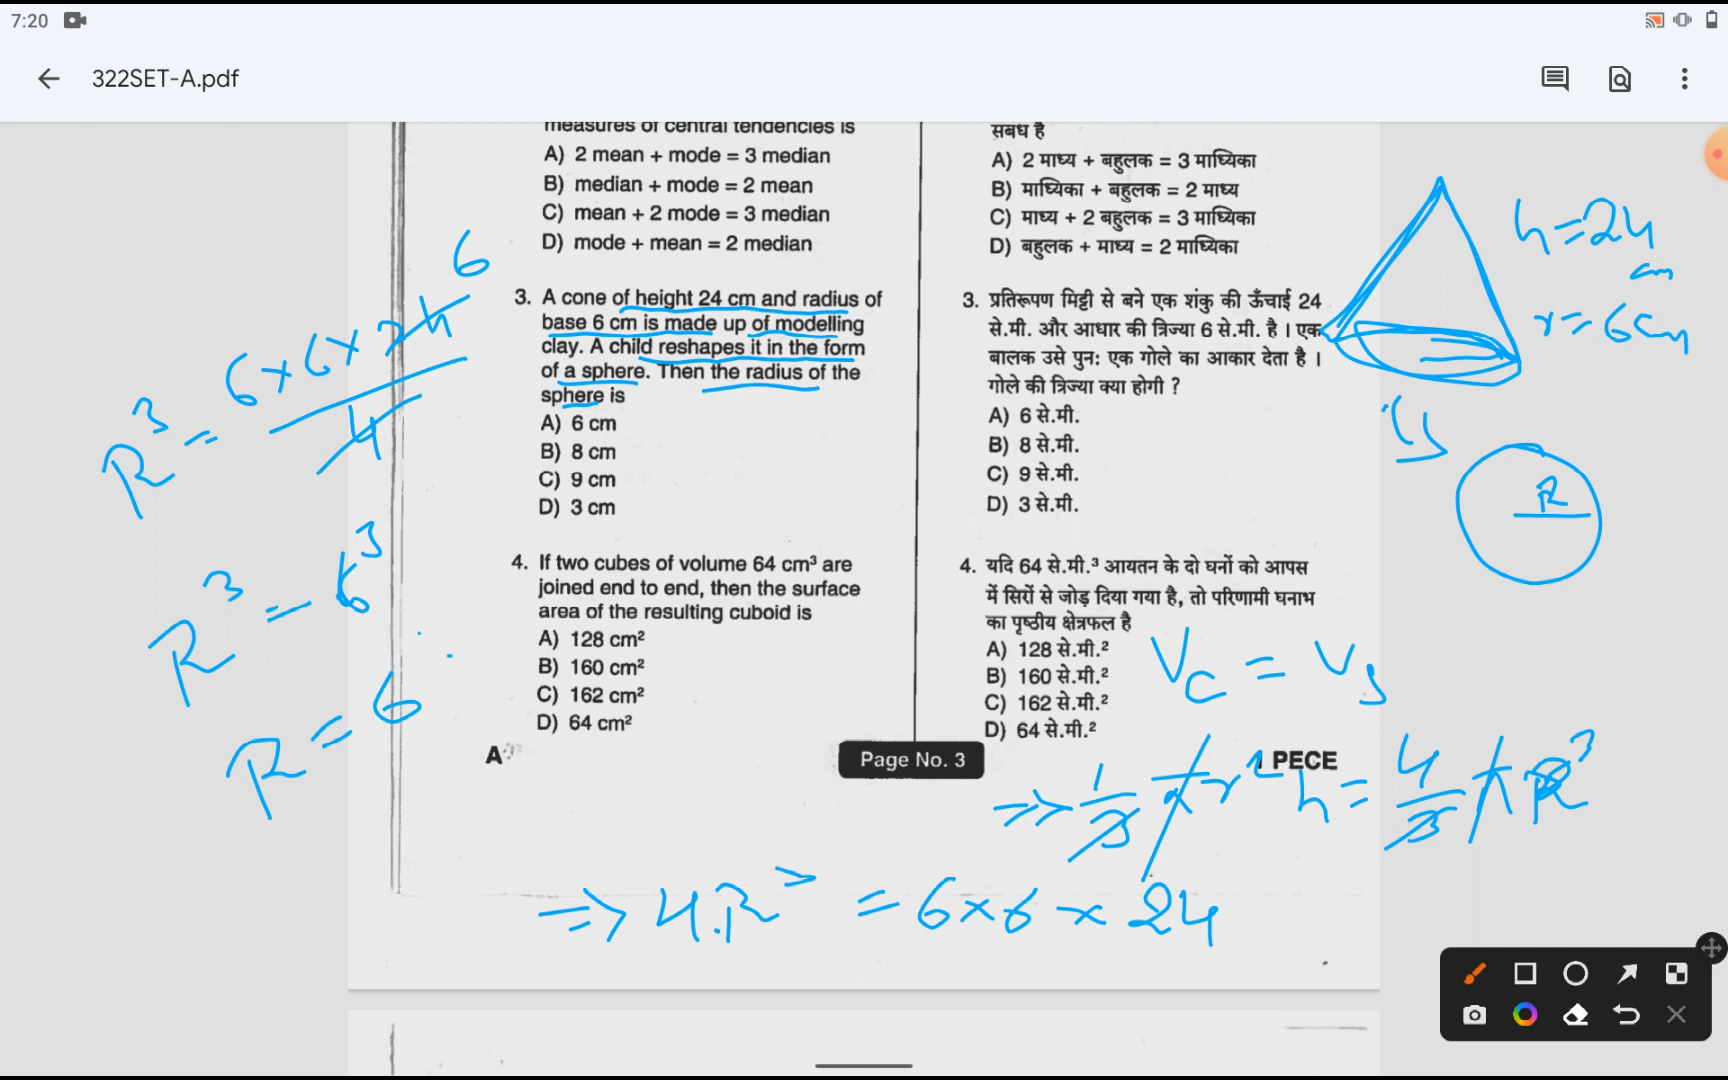 7:20
322SET-A.pdf
measures of central tendencies is
A) 2 mean + mode = 3 median
B) median + mode = 2 mean
C) mean + 2 mode = 3 median
D) mode + mean = 2 median
3. A cone of height 24 cm and radius of
base 6 cm is made up of modelling
clay. A child reshapes it in the form
of a sphere. Then the radius of the
sphere is
A) 6 cm
B) 8 cm
C) 9 cm
D) 3 cm
4. If two cubes of volume 64 cm³ are
joined end to end, then the surface
area of the resulting cuboid is
A) 128 cm²
B) 160 cm²
C) 162 cm²
D) 64 cm²
A
Page No. 3
संबंध है
A) 2 माध्य + बहुलक = 3 माध्यिका
B) माध्यिका + बहुलक = 2 माध्य
C) माध्य + 2 बहुलक = 3 माध्यिका
D) बहुलक + माध्य = 2 माध्यिका
3. प्रतिरूपण मिट्टी से बने एक शंकु की ऊँचाई 24
से.मी. और आधार की त्रिज्या 6 से.मी. है । एक
बालक उसे पुन: एक गोले का आकार देता है ।
गोले की त्रिज्या क्या होगी ?
A) 6 से.मी.
B) 8 से.मी.
C) 9 से.मी.
D) 3 से.मी.
4. यदि 64 से.मी.³ आयतन के दो घनों को आपस
में सिरों से जोड़ दिया गया है, तो परिणामी घनाभ
का पृष्ठीय क्षेत्रफल है
A) 128 से.मी.²
B) 160 से.मी.²
C) 162 से.मी.²
D) 64 से.मी.²
PECE
h=24
cm
r=6cm
R
Vc = Vs
⇒ 1/3 π r² h = 4/3 π R³
⇒ 4.R³ = 6×6×24
R³ = 6×6×24/4
6
R³ = 6³
R = 6